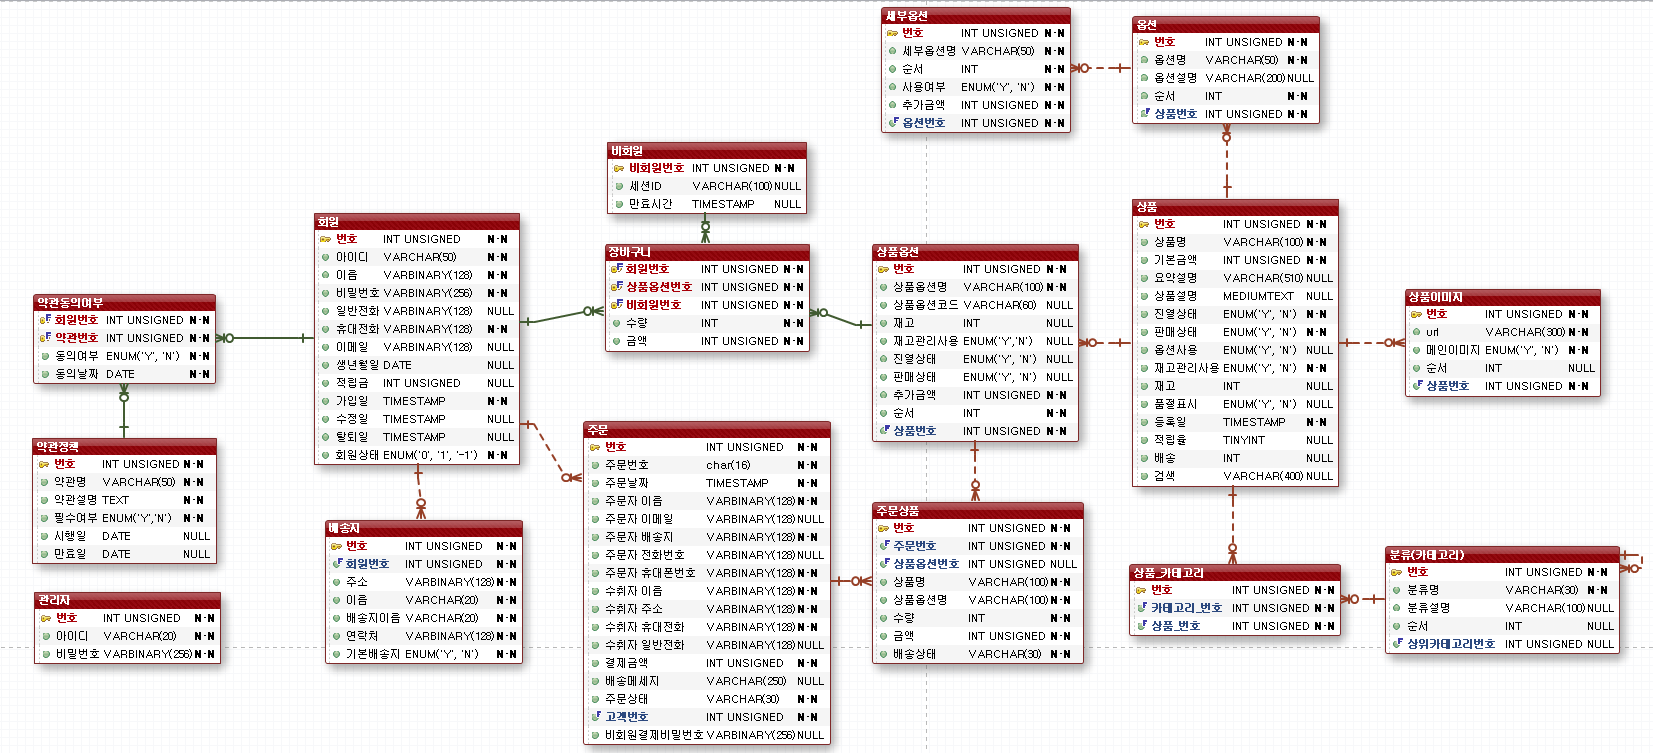 세부옵션
번호 INT UNSIGNED N-N
세부옵션명 VARCHAR(50) N-N
순서 INT N-N
사용여부 ENUM('Y', 'N') N-N
추가금액 INT UNSIGNED N-N
옵션번호 INT UNSIGNED N-N
옵션
번호 INT UNSIGNED N-N
옵션명 VARCHAR(50) N-N
옵션설명 VARCHAR(200) NULL
순서 INT N-N
상품번호 INT UNSIGNED N-N
비회원
비회원번호 INT UNSIGNED N-N
세션ID VARCHAR(100) NULL
만료시간 TIMESTAMP NULL
회원
번호 INT UNSIGNED N-N
아이디 VARCHAR(50) N-N
이름 VARBINARY(128) N-N
비밀번호 VARBINARY(256) N-N
일반전화 VARBINARY(128) NULL
휴대전화 VARBINARY(128) N-N
이메일 VARBINARY(128) NULL
생년월일 DATE NULL
적립금 INT UNSIGNED NULL
가입일 TIMESTAMP N-N
수정일 TIMESTAMP NULL
탈퇴일 TIMESTAMP NULL
회원상태 ENUM('0', '1', '-1') N-N
장바구니
회원번호 INT UNSIGNED N-N
상품옵션번호 INT UNSIGNED N-N
비회원번호 INT UNSIGNED N-N
수량 INT N-N
금액 INT UNSIGNED N-N
상품옵션
번호 INT UNSIGNED N-N
상품옵션명 VARCHAR(100) N-N
상품옵션코드 VARCHAR(60) NULL
재고 INT NULL
재고관리사용 ENUM('Y','N') NULL
진열상태 ENUM('Y', 'N') N-N
판매상태 ENUM('Y', 'N') N-N
추가금액 INT UNSIGNED N-N
순서 INT N-N
상품번호 INT UNSIGNED N-N
상품
번호 INT UNSIGNED N-N
상품명 VARCHAR(100) N-N
기본금액 INT UNSIGNED N-N
요약설명 VARCHAR(510) NULL
상품설명 MEDIUMTEXT NULL
진열상태 ENUM('Y', 'N') N-N
판매상태 ENUM('Y', 'N') N-N
옵션사용 ENUM('Y', 'N') N-N
재고관리사용 ENUM('Y', 'N') N-N
재고 INT NULL
품절표시 ENUM('Y', 'N') NULL
등록일 TIMESTAMP N-N
적립율 TINYINT NULL
배송 INT NULL
검색 VARCHAR(400) NULL
상품이미지
번호 INT UNSIGNED N-N
url VARCHAR(300) N-N
메인이미지 ENUM('Y', 'N') N-N
순서 INT NULL
상품번호 INT UNSIGNED N-N
약관동의여부
회원번호 INT UNSIGNED N-N
약관번호 INT UNSIGNED N-N
동의여부 ENUM('Y', 'N') N-N
동의날짜 DATE N-N
약관정책
번호 INT UNSIGNED N-N
약관명 VARCHAR(50) N-N
약관설명 TEXT N-N
필수여부 ENUM('Y','N') N-N
시행일 DATE NULL
만료일 DATE NULL
관리자
번호 INT UNSIGNED N-N
아이디 VARCHAR(20) N-N
비밀번호 VARBINARY(256) N-N
배송지
번호 INT UNSIGNED N-N
회원번호 INT UNSIGNED N-N
주소 VARBINARY(128) N-N
이름 VARCHAR(20) N-N
배송지이름 VARCHAR(20) N-N
연락처 VARBINARY(128) N-N
기본배송지 ENUM('Y', 'N') N-N
주문
번호 INT UNSIGNED N-N
주문번호 char(16) N-N
주문날짜 TIMESTAMP N-N
주문자 이름 VARBINARY(128) N-N
주문자 이메일 VARBINARY(128) NULL
주문자 배송지 VARBINARY(128) N-N
주문자 전화번호 VARBINARY(128) NULL
주문자 휴대폰번호 VARBINARY(128) N-N
수취자 이름 VARBINARY(128) N-N
수취자 주소 VARBINARY(128) N-N
수취자 휴대전화 VARBINARY(128) N-N
수취자 일반전화 VARBINARY(128) NULL
결제금액 INT UNSIGNED N-N
배송메세지 VARCHAR(250) NULL
주문상태 VARCHAR(30) N-N
고객번호 INT UNSIGNED N-N
비회원결제비밀번호 VARBINARY(256) NULL
주문상품
번호 INT UNSIGNED N-N
주문번호 INT UNSIGNED N-N
상품옵션번호 INT UNSIGNED NULL
상품명 VARCHAR(100) N-N
상품옵션명 VARCHAR(100) N-N
수량 INT N-N
금액 INT UNSIGNED N-N
배송상태 VARCHAR(30) N-N
상품_카테고리
번호 INT UNSIGNED N-N
카테고리_번호 INT UNSIGNED N-N
상품_번호 INT UNSIGNED N-N
분류(카테고리)
번호 INT UNSIGNED N-N
분류명 VARCHAR(30) N-N
분류설명 VARCHAR(100) NULL
순서 INT NULL
상위카테고리번호 INT UNSIGNED NULL